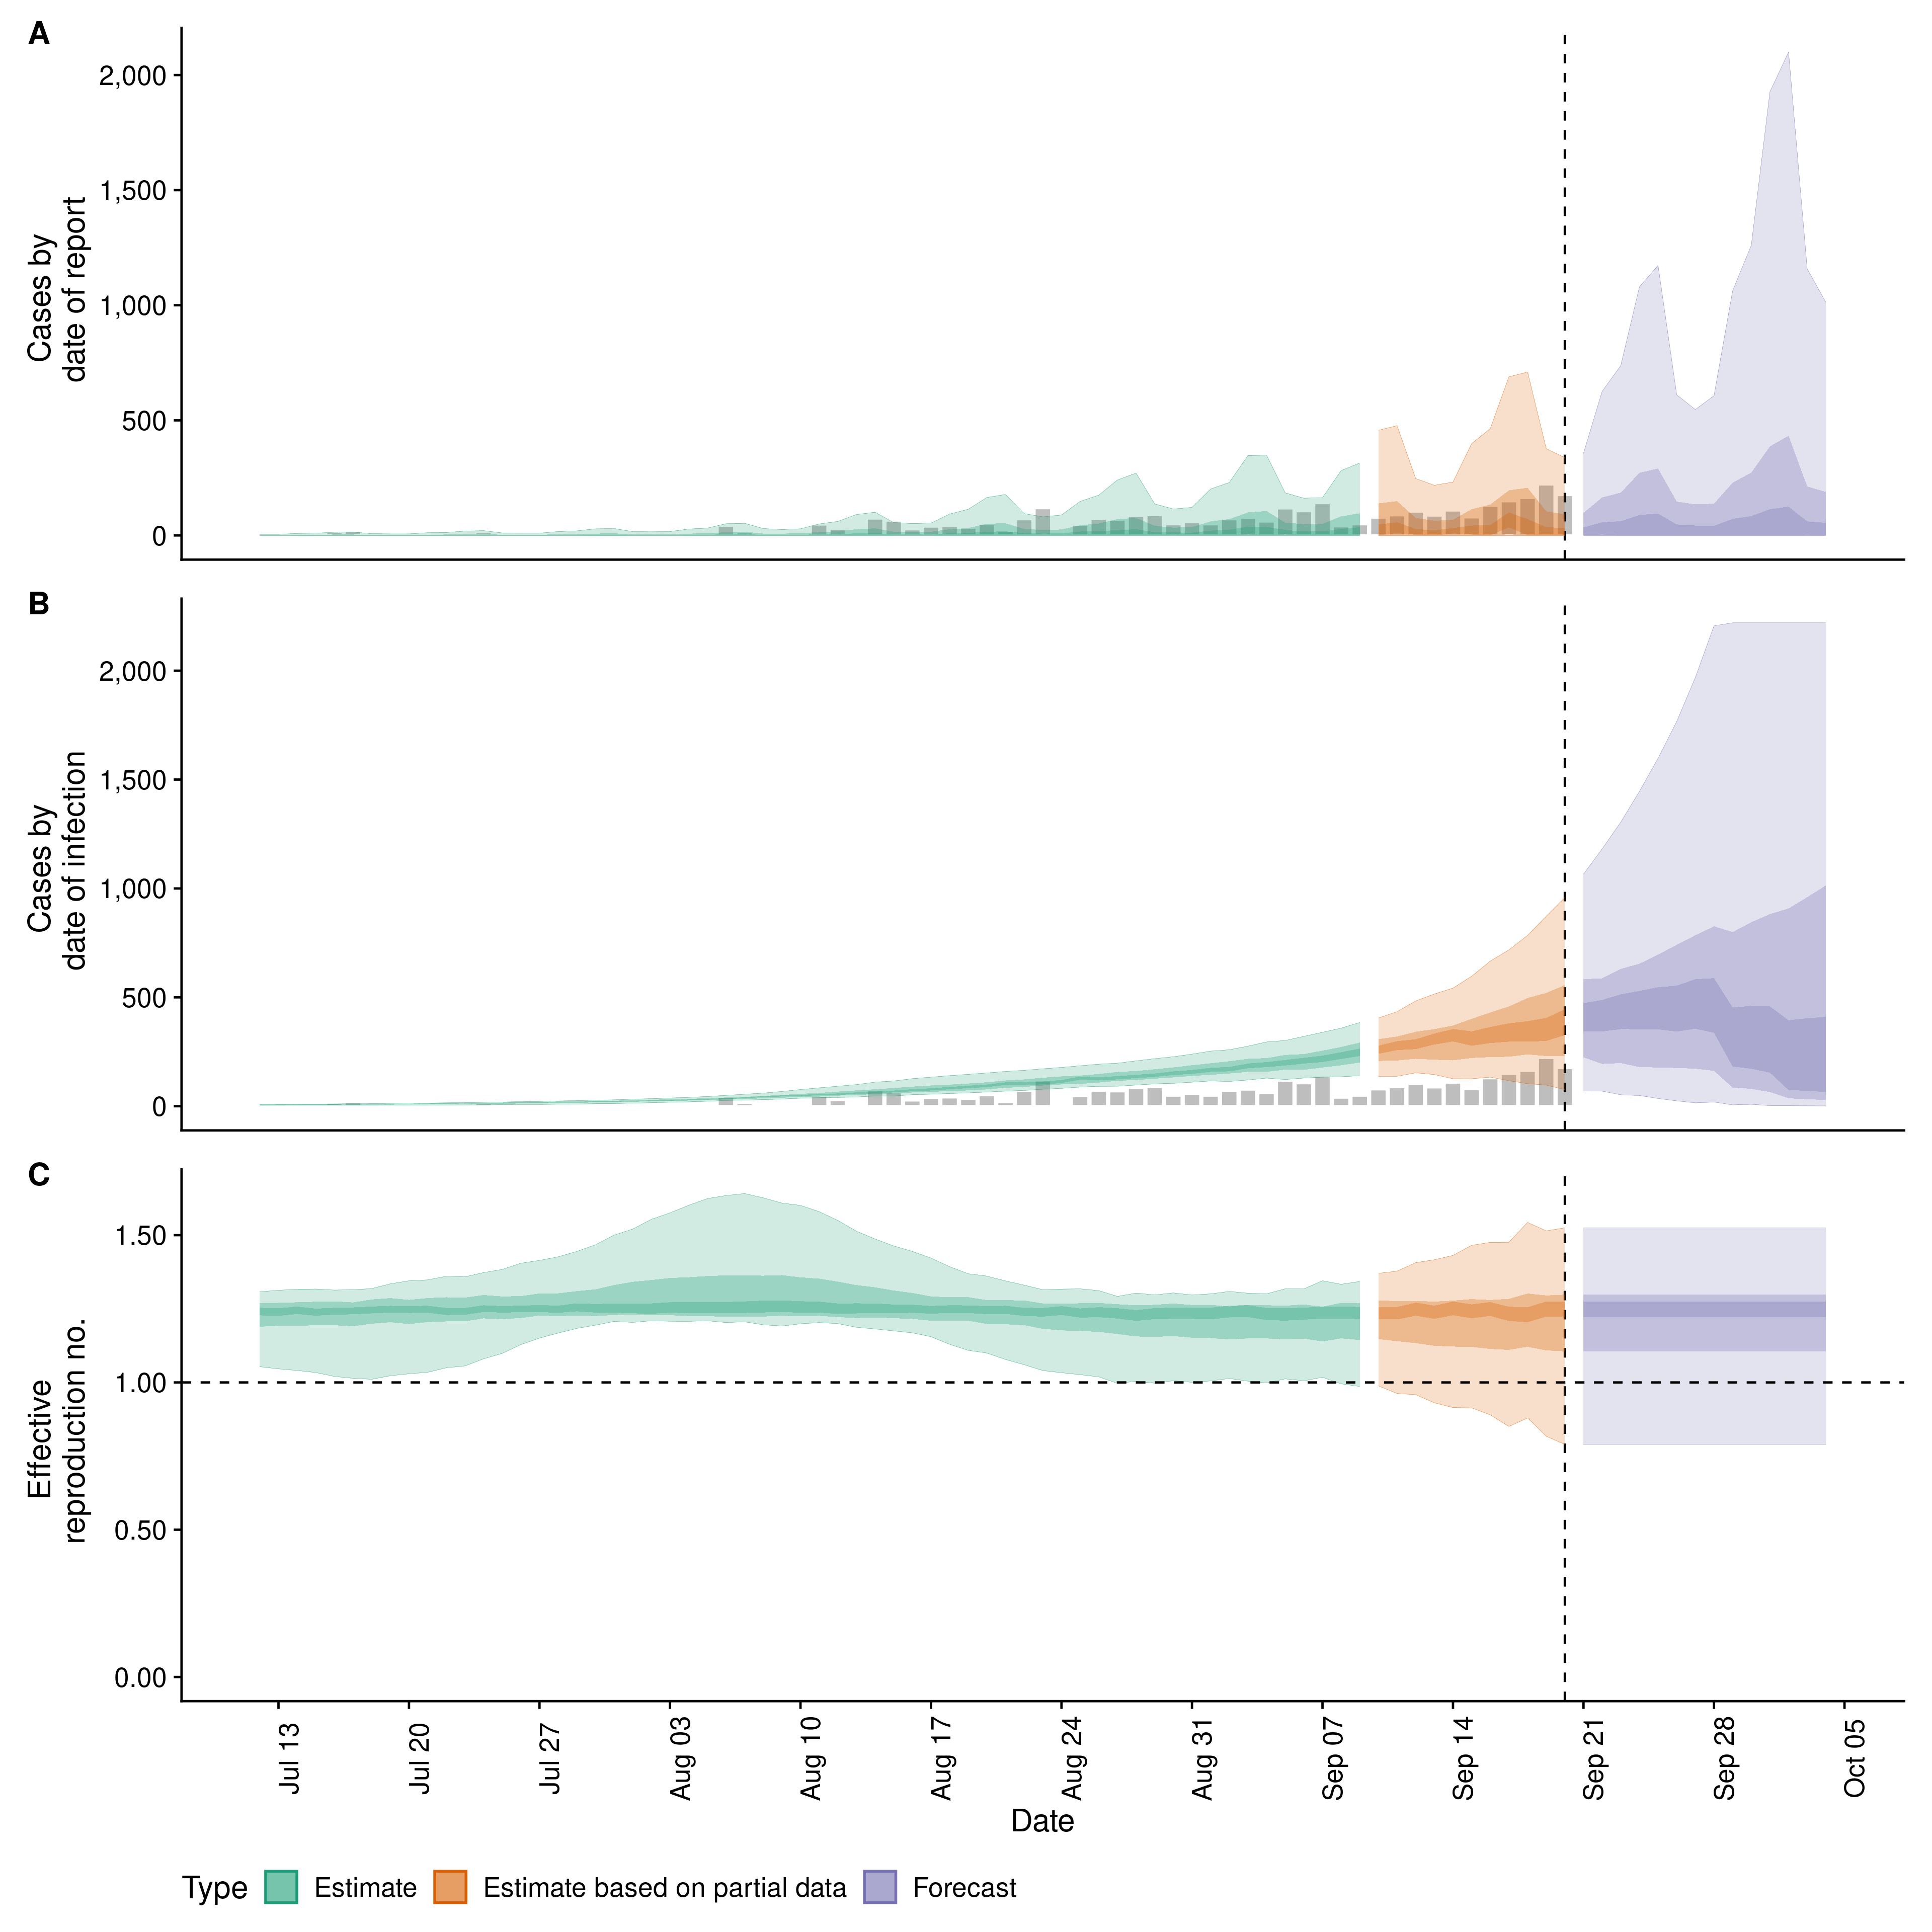 A
Cases by
date of report
2,000
1,500
1,000
500
0
B
Cases by
date of infection
2,000
1,500
1,000
500
0
C
Effective
reproduction no.
1.50
1.00
0.50
0.00
Jul 13
Jul 20
Jul 27
Aug 03
Aug 10
Aug 17
Aug 24
Aug 31
Sep 07
Sep 14
Sep 21
Sep 28
Oct 05
Date
Type Estimate Estimate based on partial data Forecast